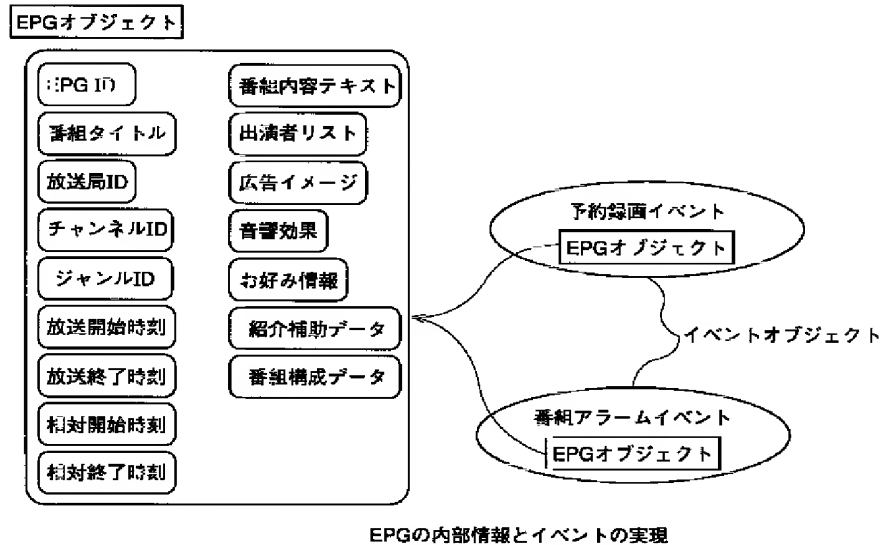 EPGオブジェクト
EPG ID
番組タイトル
放送局ID
チャンネルID
ジャンルID
放送開始時刻
放送終了時刻
相対開始時刻
相対終了時刻
番組内容テキスト
出演者リスト
広告イメージ
音響効果
お好み情報
紹介補助データ
番組構成データ
予約録画イベント
EPGオブジェクト
イベントオブジェクト
番組アラームイベント
EPGオブジェクト
EPGの内部情報とイベントの実現